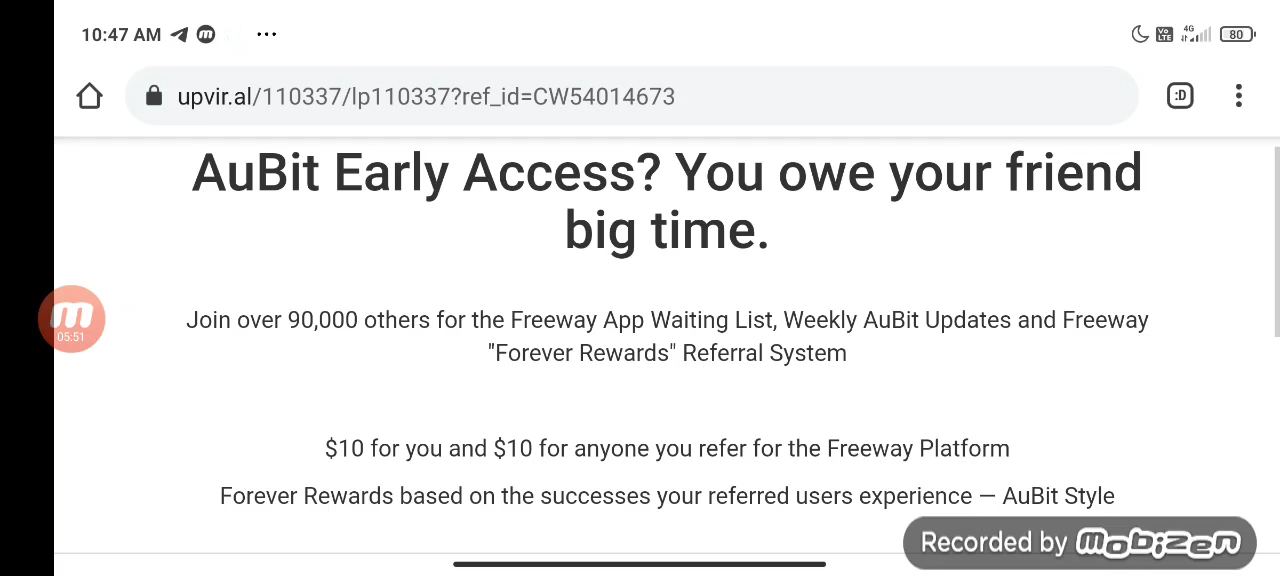 10:47 AM
4G
VO LTE
80
upvir.al/110337/lp110337?ref_id=CW54014673
:D
AuBit Early Access? You owe your friend
big time.
m
05:51
Join over 90,000 others for the Freeway App Waiting List, Weekly AuBit Updates and Freeway
"Forever Rewards" Referral System
$10 for you and $10 for anyone you refer for the Freeway Platform
Forever Rewards based on the successes your referred users experience — AuBit Style
Recorded by mobizen